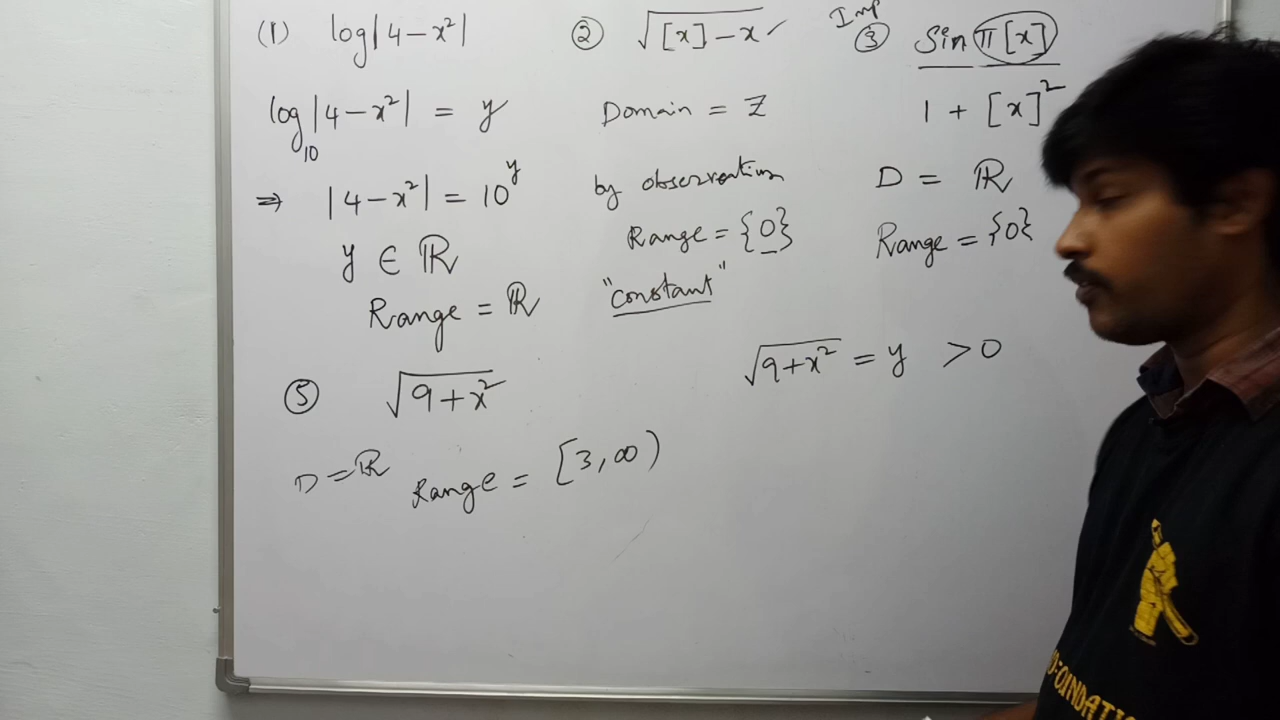 (1) log|4-x²|
log₁₀|4-x²| = y
⇒ |4-x²| = 10^y
y ∈ ℝ
Range = ℝ
② √([x]-x) ✓
Domain = Z
by observation
Range = {0}
"constant"
Imp
③ Sin π[x]
1 + [x]²
D = ℝ
Range = {0}
⑤ √(9+x²)
D = ℝ Range = [3, ∞)
√(9+x²) = y > 0